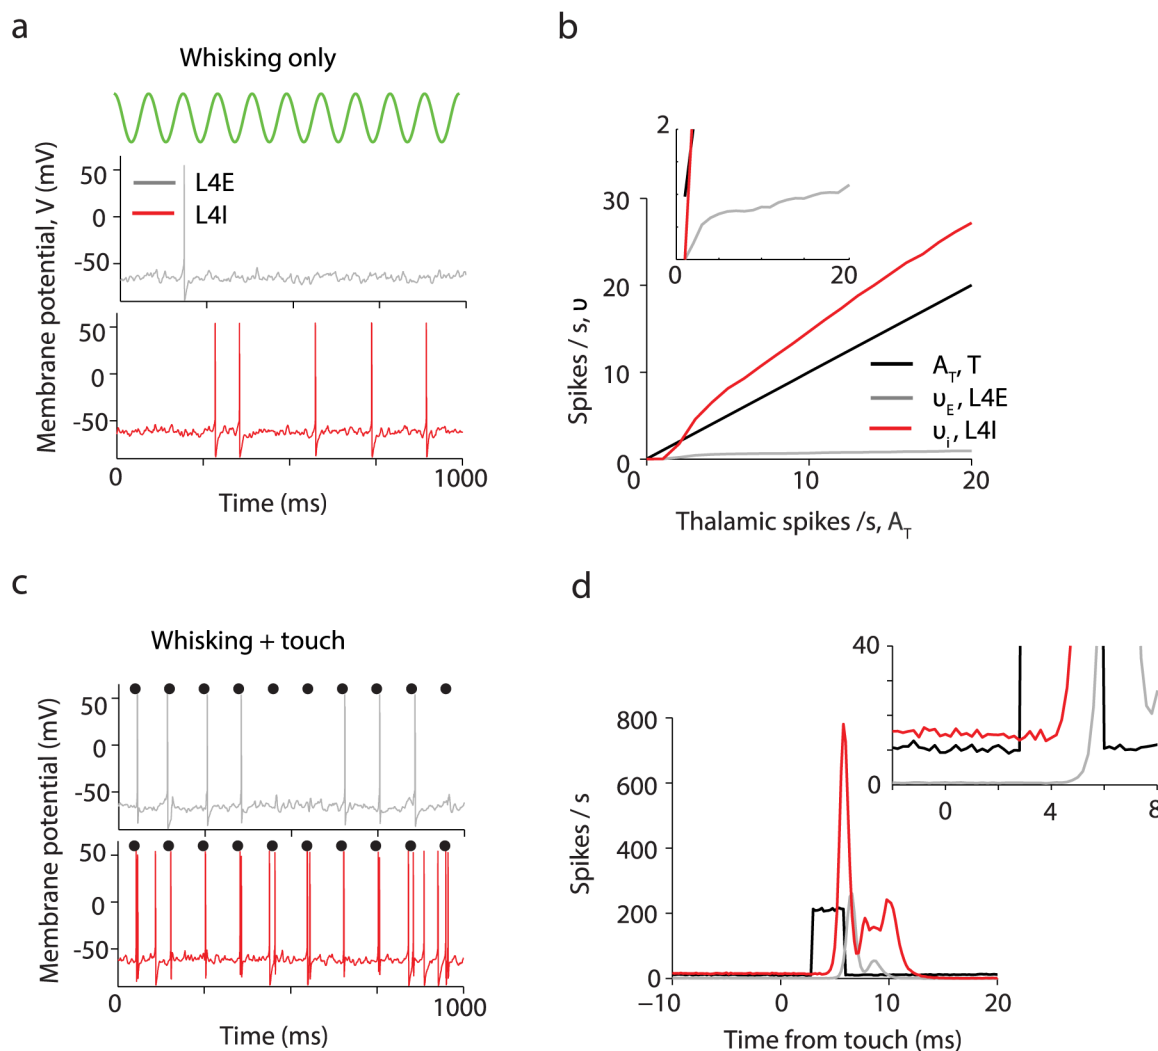 a
Whisking only
Membrane potential, V (mV)
50
0
-50
L4E
L4I
50
0
-50
0
1000
Time (ms)
b
2
0
20
30
20
10
0
Spikes / s, υ
A_T, T
υ_E, L4E
υ_i, L4I
0
10
20
Thalamic spikes /s, A_T
c
Whisking + touch
Membrane potential (mV)
50
0
-50
50
0
-50
0
1000
Time (ms)
d
40
0
0
4
8
800
600
400
200
0
Spikes / s
−10
0
10
20
Time from touch (ms)